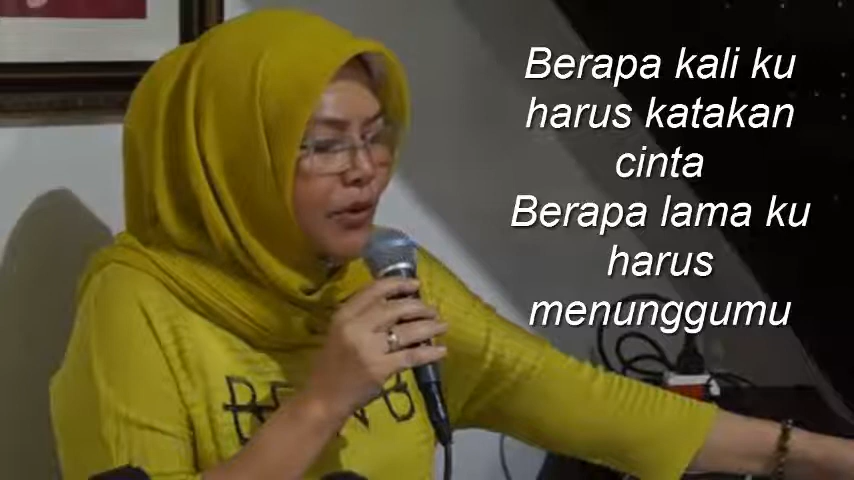 Berapa kali ku
harus katakan
cinta
Berapa lama ku
harus
menunggumu